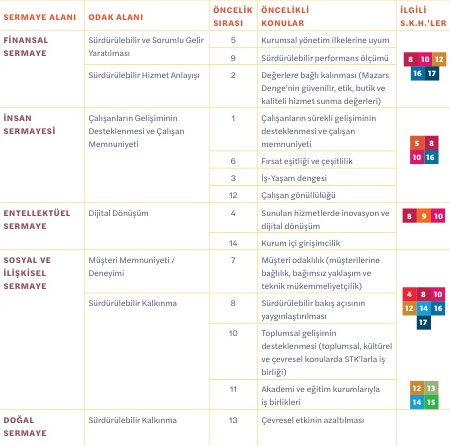 SERMAYE ALANI ODAK ALANI ÖNCELİK SIRASI ÖNCELİKLİ KONULAR İLGİLİ S.K.H.'LER
FİNANSAL SERMAYE
Sürdürülebilir ve Sorumlu Gelir
Yaratılması
5 Kurumsal yönetim ilkelerine uyum
9 Sürdürülebilir performans ölçümü
Sürdürülebilir Hizmet Anlayışı
2 Değerlere bağlı kalınması (Mazars
Denge'nin güvenilir, etik, butik ve
kaliteli hizmet sunma değerleri)
8 10 12
16 17
İNSAN
SERMAYESİ
Çalışanların Gelişiminin
Desteklenmesi ve Çalışan
Memnuniyeti
1 Çalışanların sürekli gelişiminin
desteklenmesi ve çalışan
memnuniyeti
6 Fırsat eşitliği ve çeşitlilik
3 İş-Yaşam dengesi
12 Çalışan gönüllülüğü
5 8
10 16
ENTELLEKTÜEL
SERMAYE
Dijital Dönüşüm
4 Sunulan hizmetlerde inovasyon ve
dijital dönüşüm
14 Kurum içi girişimcilik
8 9 10
SOSYAL VE
İLİŞKİSEL
SERMAYE
Müşteri Memnuniyeti /
Deneyimi
7 Müşteri odaklılık (müşterilerine
bağlılık, bağımsız yaklaşım ve
teknik mükemmeliyetçilik)
Sürdürülebilir Kalkınma
8 Sürdürülebilir bakış açısının
yaygınlaştırılması
10 Toplumsal gelişimin
desteklenmesi (toplumsal, kültürel
ve çevresel konularda STK'larla iş
birliği)
11 Akademi ve eğitim kurumlarıyla
iş birlikleri
4 8 10
12 14 16
17
DOĞAL
SERMAYE
Sürdürülebilir Kalkınma
13 Çevresel etkinin azaltılması
12 13
14 15